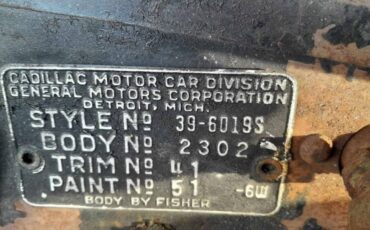 CADILLAC MOTOR CAR DIVISION
GENERAL MOTORS CORPORATION
DETROIT, MICH.
STYLE Nº 39-6019S
BODY Nº 2302
TRIM Nº 41
PAINT Nº 51 -6W
BODY BY FISHER